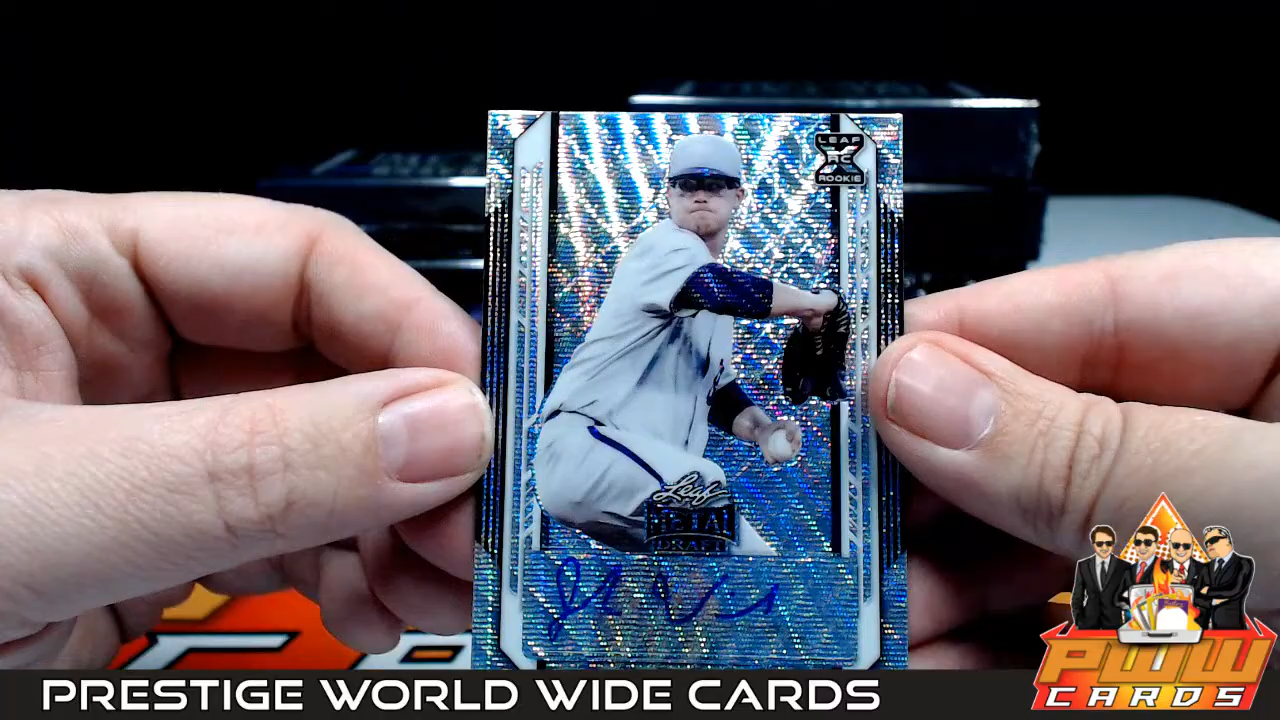 LEAF
X
RC
ROOKIE
Leaf
METAL
DRAFT
PRESTIGE WORLD WIDE CARDS
PWW
CARDS